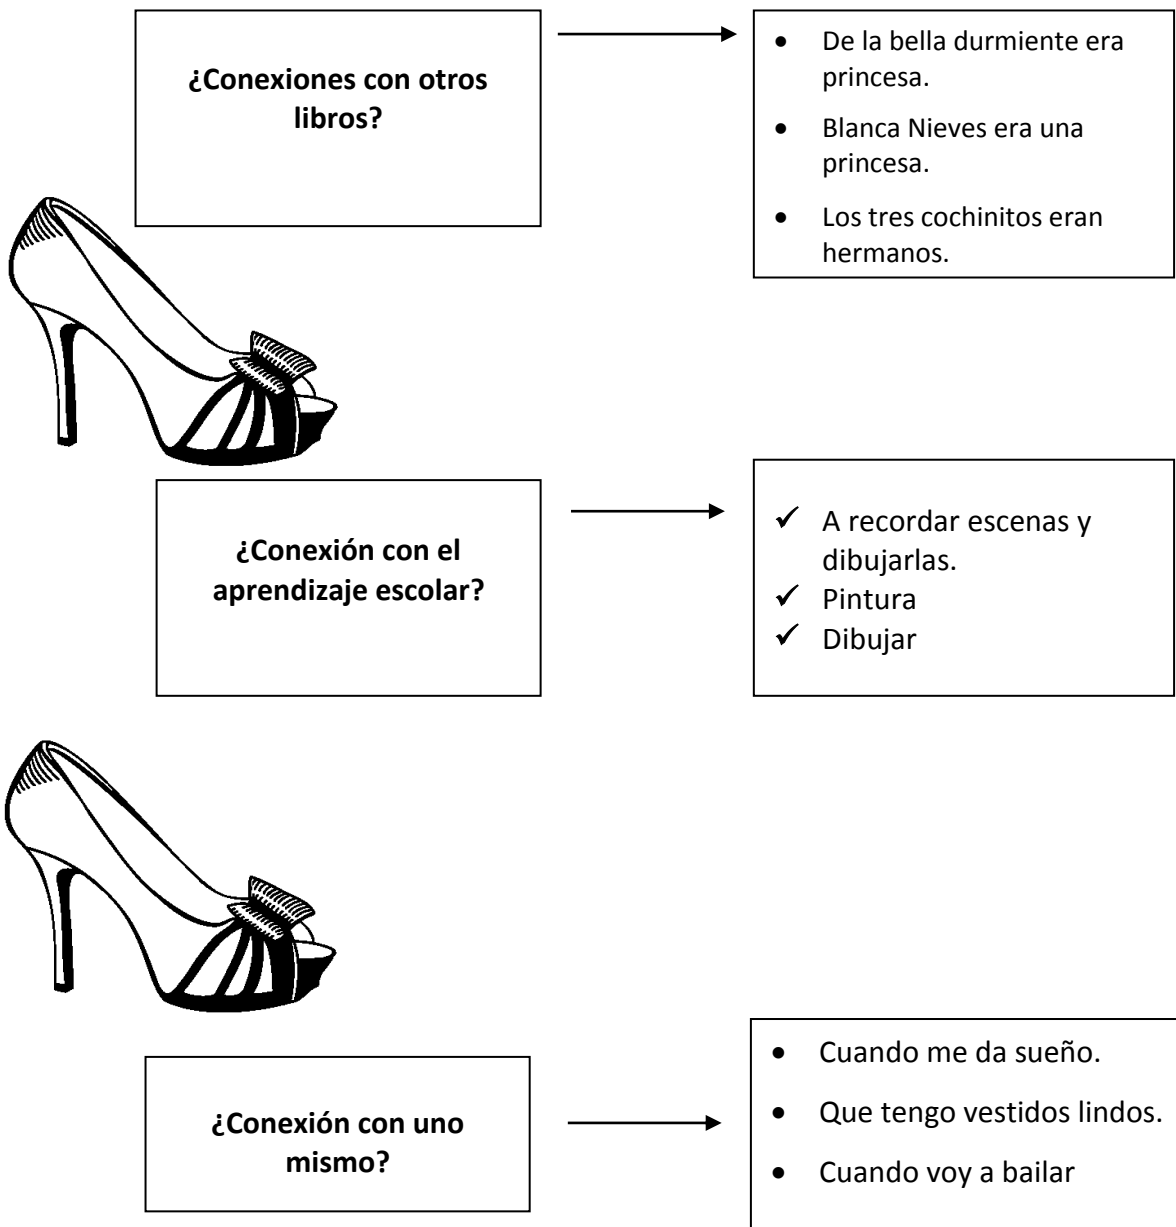 ¿Conexiones con otros
libros?
• De la bella durmiente era
princesa.
• Blanca Nieves era una
princesa.
• Los tres cochinitos eran
hermanos.
¿Conexión con el
aprendizaje escolar?
✓ A recordar escenas y
dibujarlas.
✓ Pintura
✓ Dibujar
¿Conexión con uno
mismo?
• Cuando me da sueño.
• Que tengo vestidos lindos.
• Cuando voy a bailar